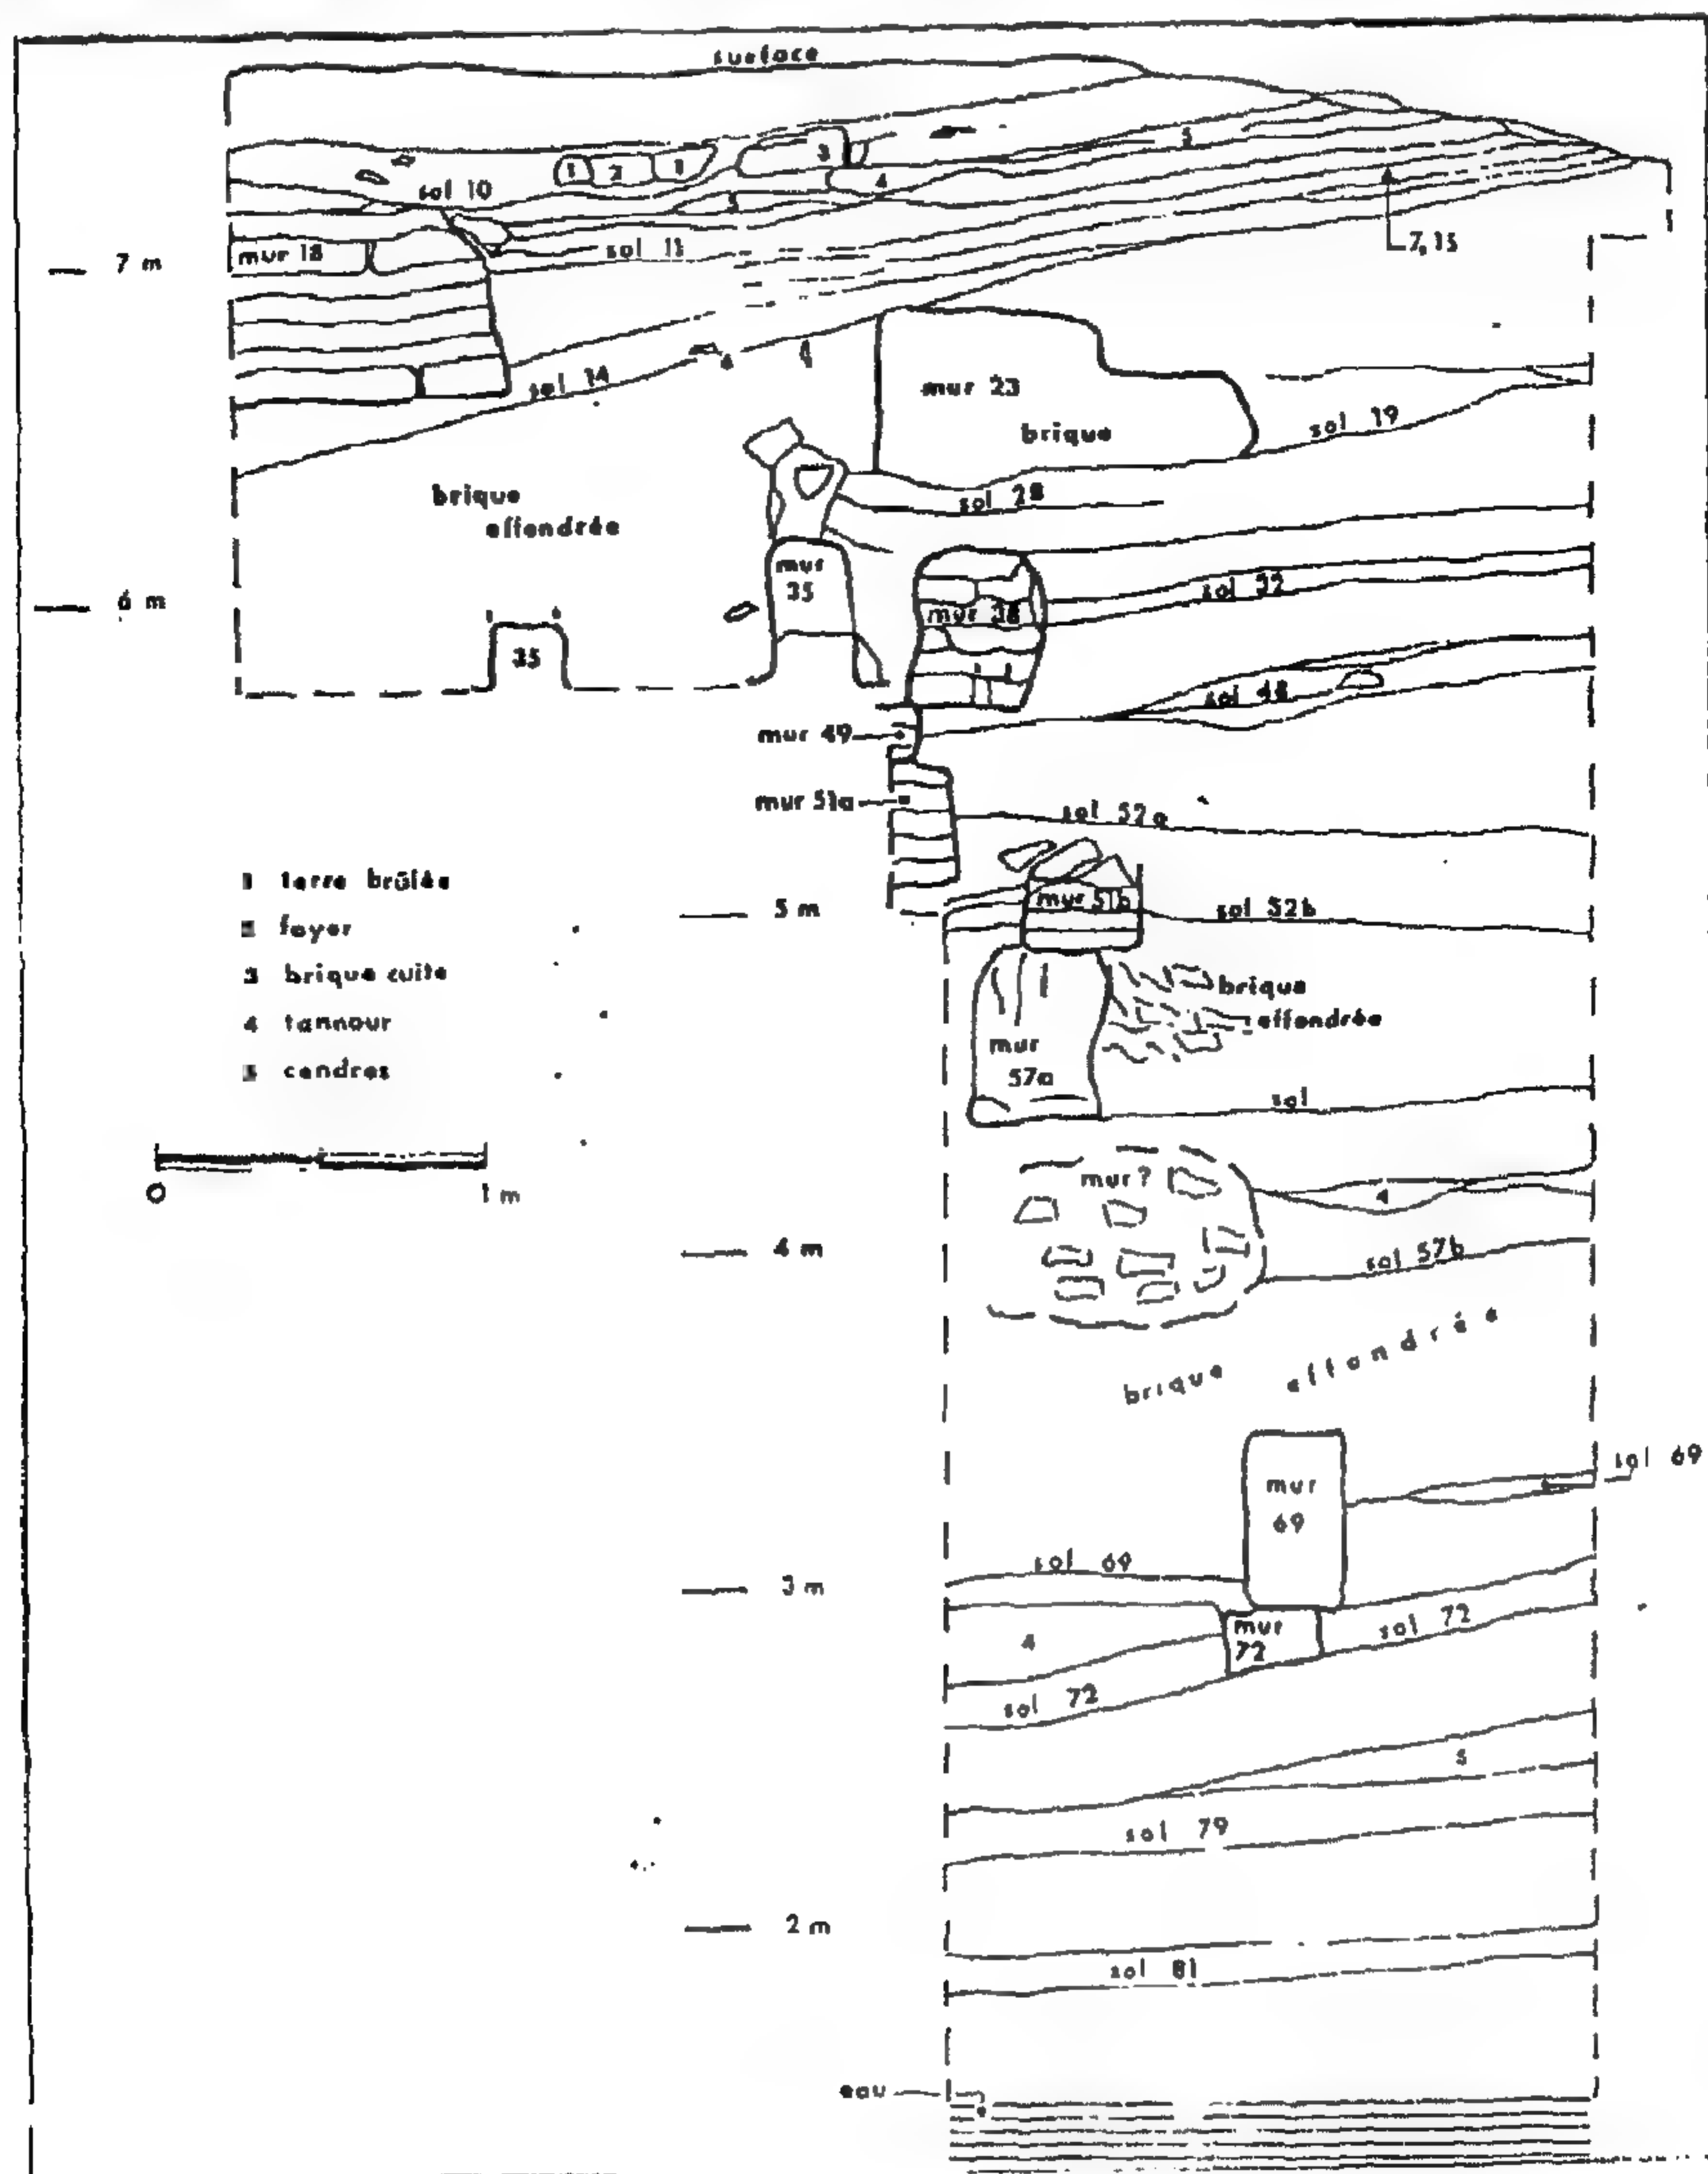 surface
1
2
1
3
5
4
sol 10
5
sol 11
mur 18
7 m
7,15
sol 14
mur 23
brique
sol 19
brique
effondrée
sol 28
mur
35
sol 32
6 m
mur 38
35
sol 48
mur 49
mur 51a
sol 52a
1 terre brûlée
mur 51b
5 m
sol 52b
foyer
3 brique cuite
brique
effondrée
4 tannour
mur
57a
5 cendres
sol
mur ?
0
1 m
4
4 m
sol 57b
brique effondrée
sol 69
mur
69
sol 69
3 m
mur
72
sol 72
4
sol 72
5
sol 79
2 m
sol 81
eau